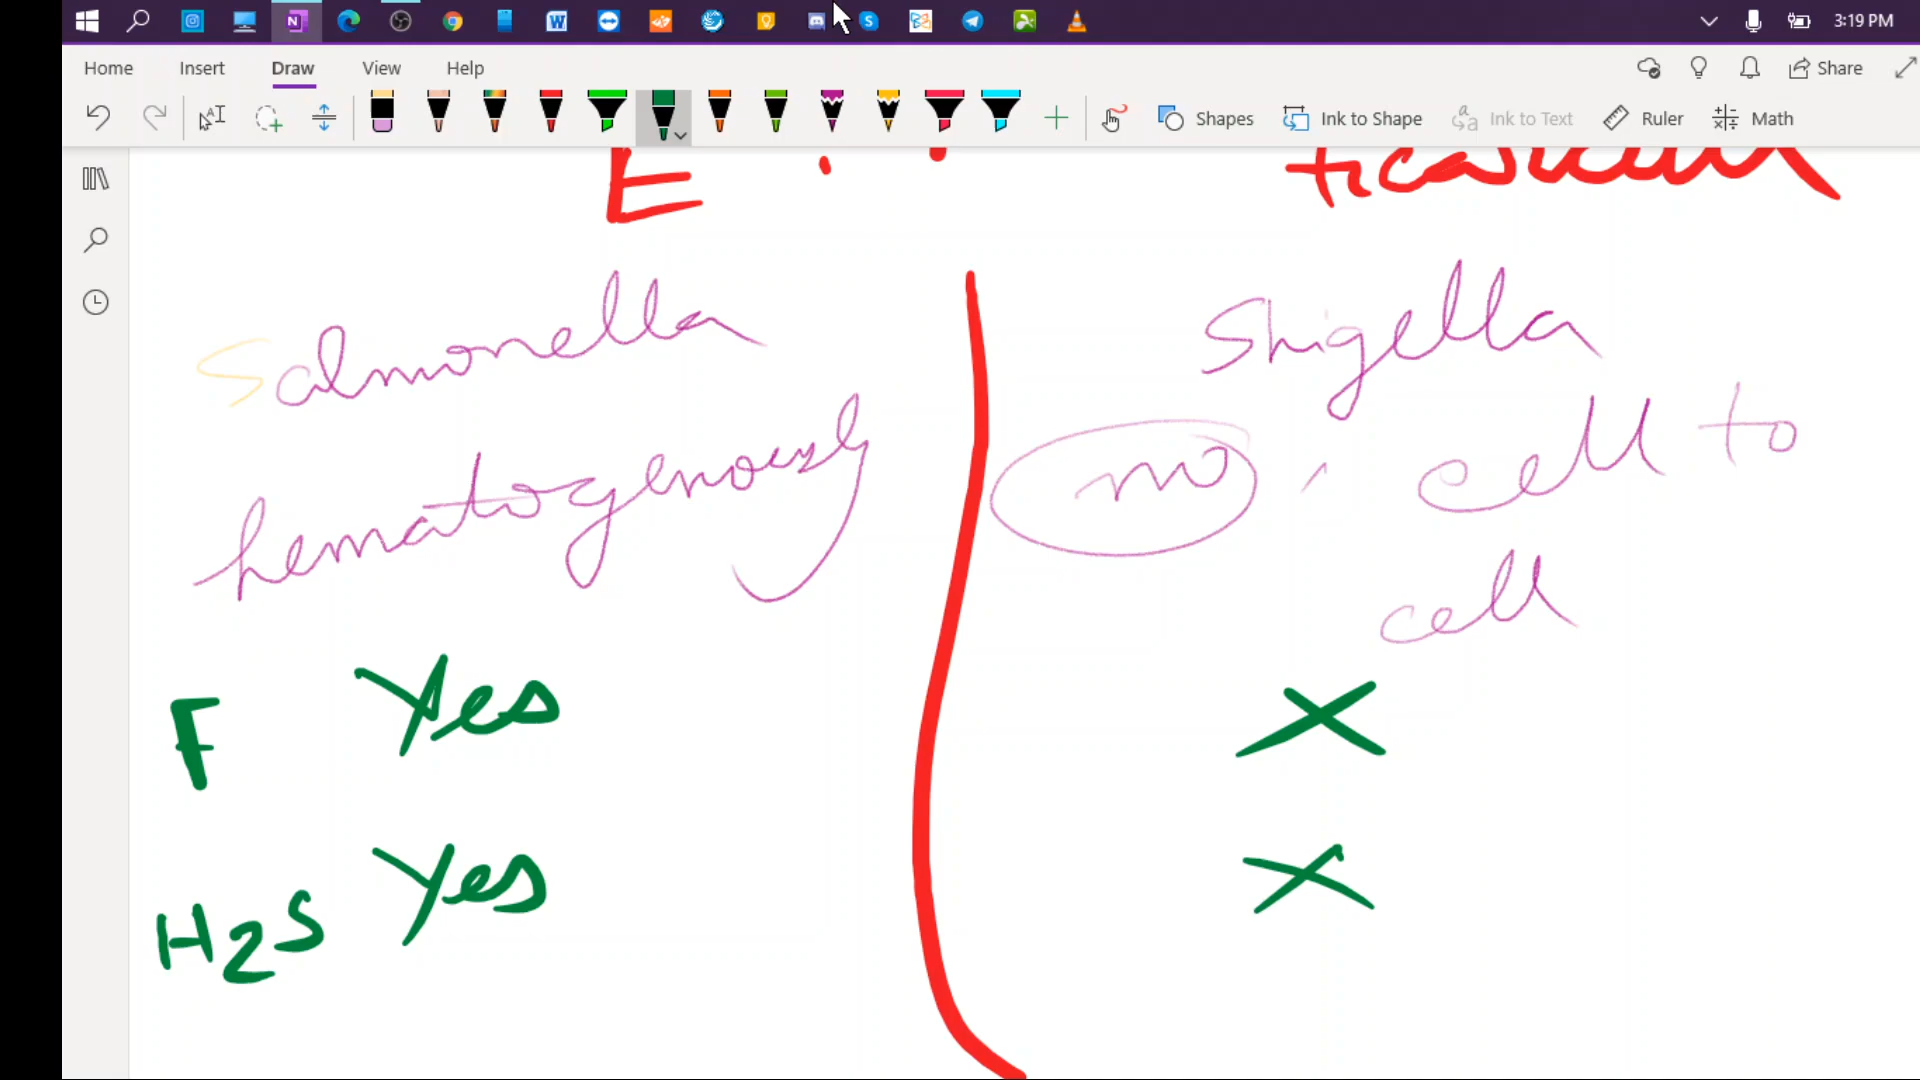 3:19 PM
Home Insert Draw View Help Share
Shapes Ink to Shape Ink to Text Ruler Math
E
Salmonella Shigella
hematogenously no, cell to
cell
F Yes X
H2S Yes X